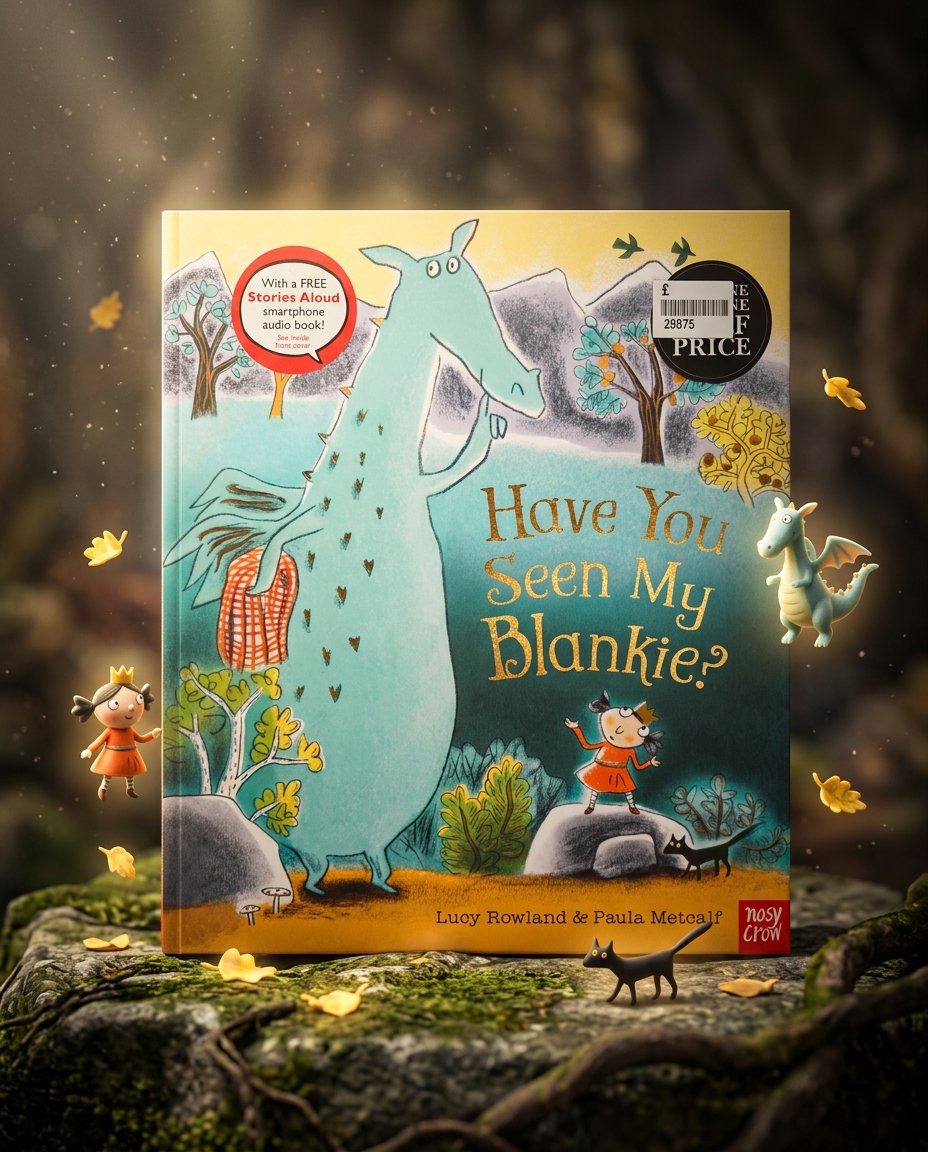 With a FREE
Stories Aloud
smartphone
audio book!
See inside
front cover
£
29875
PRICE
Have You
Seen My
Blankie?
Lucy Rowland & Paula Metcalf
nosy
crow